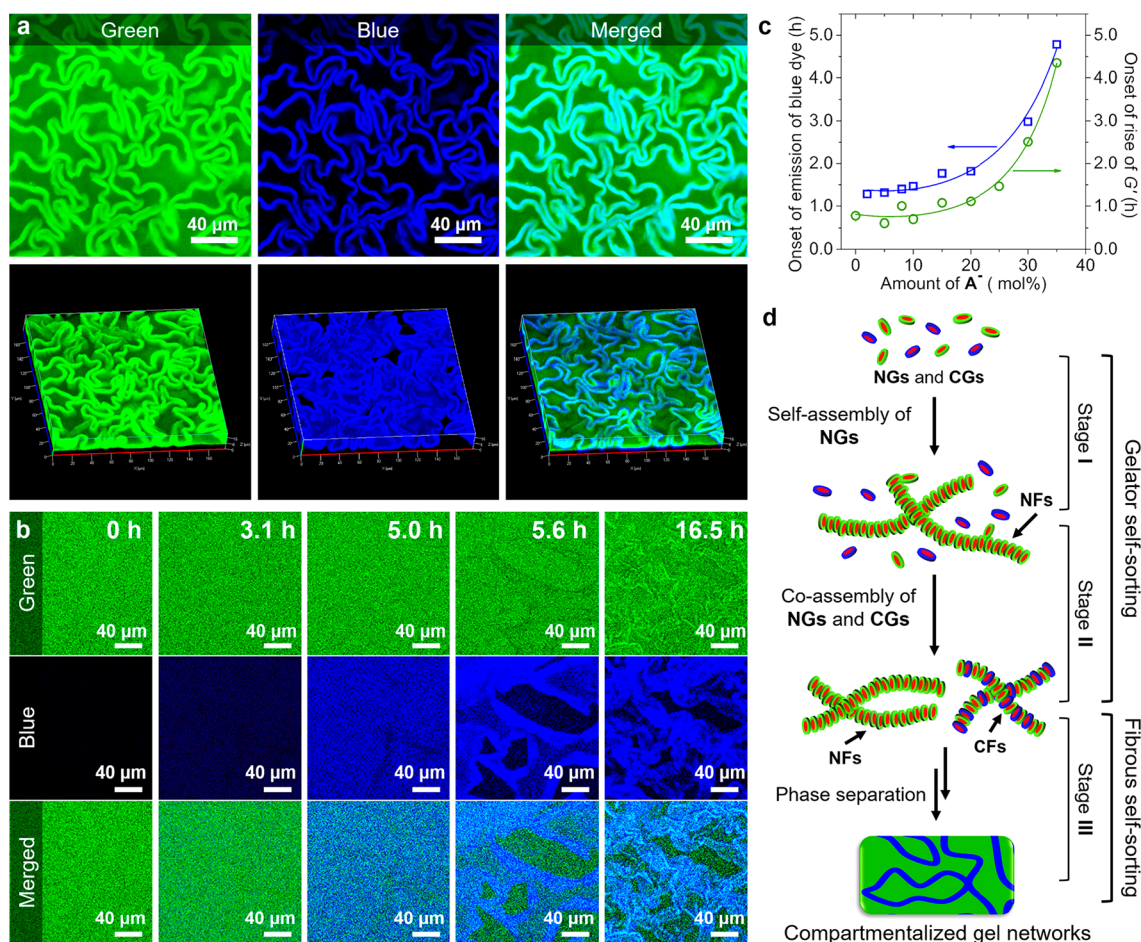 a
Green
Blue
Merged
40 µm
40 µm
40 µm
b
0 h
3.1 h
5.0 h
5.6 h
16.5 h
Green
40 µm
40 µm
40 µm
40 µm
40 µm
Blue
40 µm
40 µm
40 µm
40 µm
40 µm
Merged
40 µm
40 µm
40 µm
40 µm
40 µm
c
Onset of emission of blue dye (h)
5.0
4.0
3.0
2.0
1.0
0.0
5.0
4.0
3.0
2.0
1.0
0.0
Onset of rise of G' (h)
0
10
20
30
40
Amount of A⁻ ( mol%)
d
NGs and CGs
Self-assembly of
NGs
NFs
Co-assembly of
NGs and CGs
NFs
CFs
Phase separation
Compartmentalized gel networks
Stage I
Stage II
Stage III
Gelator self-sorting
Fibrous self-sorting